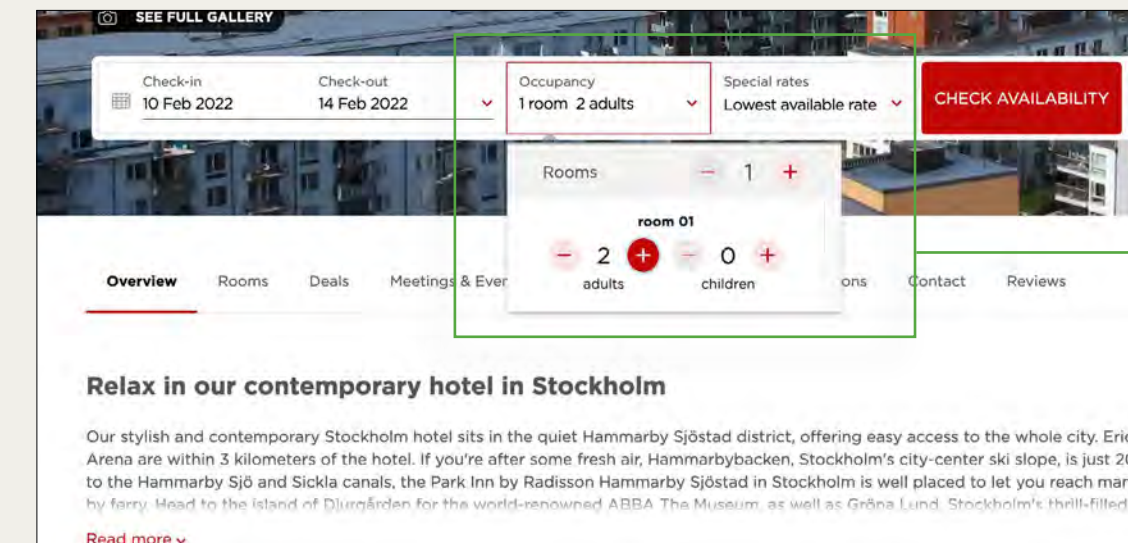 SEE FULL GALLERY
Check-in Check-out Occupancy Special rates
10 Feb 2022 14 Feb 2022 1 room 2 adults Lowest available rate CHECK AVAILABILITY
Rooms − 1 +
room 01
− 2 + − 0 +
adults children
Overview Rooms Deals Meetings & Ever ons Contact Reviews
Relax in our contemporary hotel in Stockholm
Our stylish and contemporary Stockholm hotel sits in the quiet Hammarby Sjöstad district, offering easy access to the whole city. Eric
Arena are within 3 kilometers of the hotel. If you're after some fresh air, Hammarbybacken, Stockholm's city-center ski slope, is just 20
to the Hammarby Sjö and Sickla canals, the Park Inn by Radisson Hammarby Sjöstad in Stockholm is well placed to let you reach mar
by ferry. Head to the island of Djurgården for the world-renowned ABBA The Museum, as well as Gröna Lund, Stockholm's thrill-filled
Read more